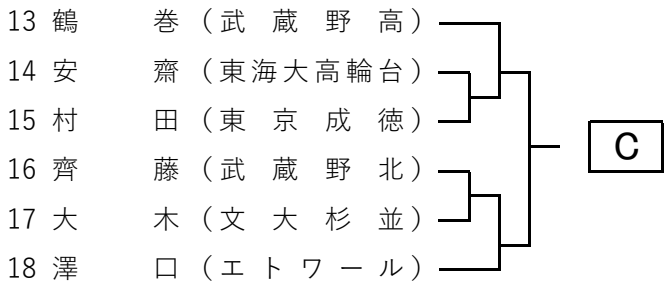 13 鶴 巻 (武 蔵 野 高)
14 安 齋 (東海大高輪台)
15 村 田 (東 京 成 徳)
16 齊 藤 (武 蔵 野 北)
17 大 木 (文 大 杉 並)
18 澤 口 (エ ト ワ ー ル)
C